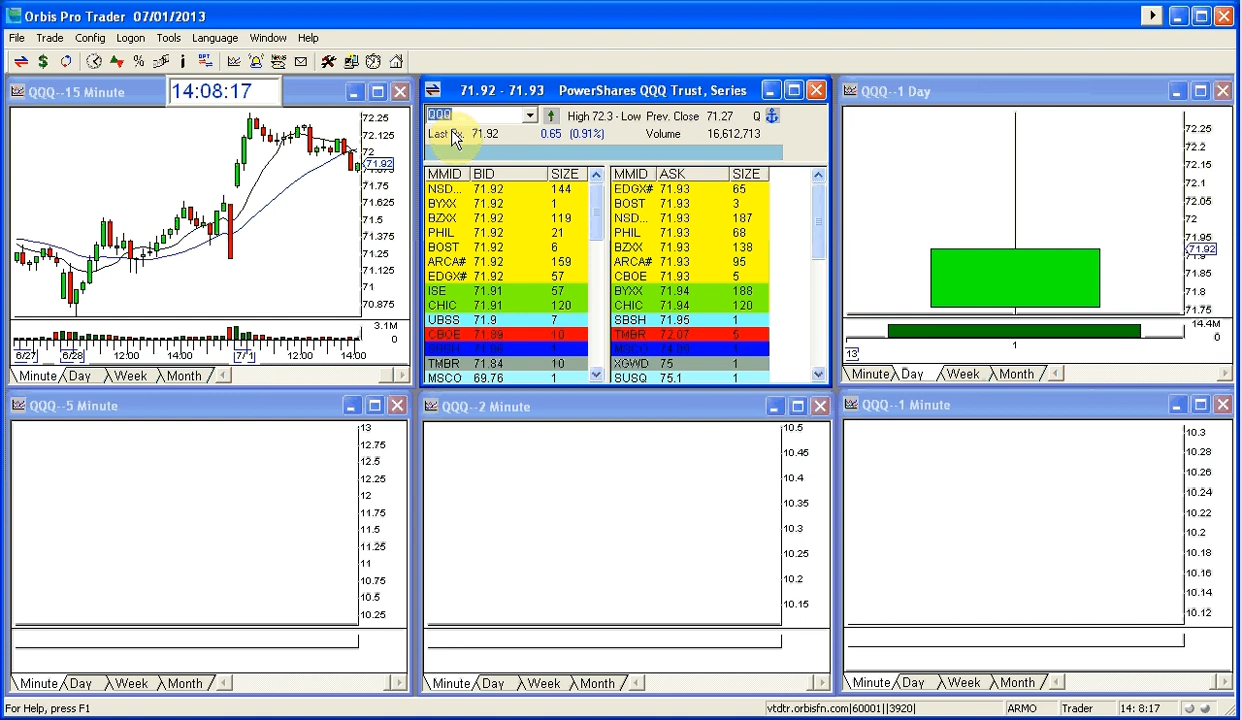 Orbis Pro Trader 07/01/2013
File Trade Config Logon Tools Language Window Help
QQQ--15 Minute
14:08:17
72.25
72.125
72
71.92
71.75
71.625
71.5
71.375
71.25
71.125
71
70.875
3.1M
0
6/27 6/28 12:00 14:00 7/1 12:00 14:00
Minute Day Week Month
71.92 - 71.93 PowerShares QQQ Trust, Series
QQQ High 72.3 - Low Prev. Close 71.27 Q
71.92 0.65 (0.91%) Volume 16,612,713
MMID BID SIZE MMID ASK SIZE
NSD... 71.92 144 EDGX# 71.93 65
BYXX 71.92 1 BOST 71.93 3
BZXX 71.92 119 NSD... 71.93 187
PHIL 71.92 21 PHIL 71.93 68
BOST 71.92 6 BZXX 71.93 138
ARCA# 71.92 159 ARCA# 71.93 95
EDGX# 71.92 57 CBOE 71.93 5
ISE 71.91 57 BYXX 71.94 188
CHIC 71.91 120 CHIC 71.94 120
UBSS 71.9 7 SBSH 71.95 1
CBOE 71.89 10 TMBR 72.07 5
TMBR 71.84 10 XGWD 75 1
MSCO 69.76 1 SUSQ 75.1 1
QQQ--1 Day
72.25
72.2
72.15
72.1
72.05
72
71.95
71.92
71.9
71.85
71.8
71.75
14.4M
0
13 1
Minute Day Week Month
QQQ--5 Minute
13
12.75
12.5
12.25
12
11.75
11.5
11.25
11
10.75
10.5
10.25
Minute Day Week Month
QQQ--2 Minute
10.5
10.45
10.4
10.35
10.3
10.25
10.2
10.15
Minute Day Week Month
QQQ--1 Minute
10.3
10.28
10.26
10.24
10.22
10.2
10.18
10.16
10.14
10.12
Minute Day Week Month
For Help, press F1 vtdtr.orbisfn.com|60001||3920| ARMO Trader 14: 8:17